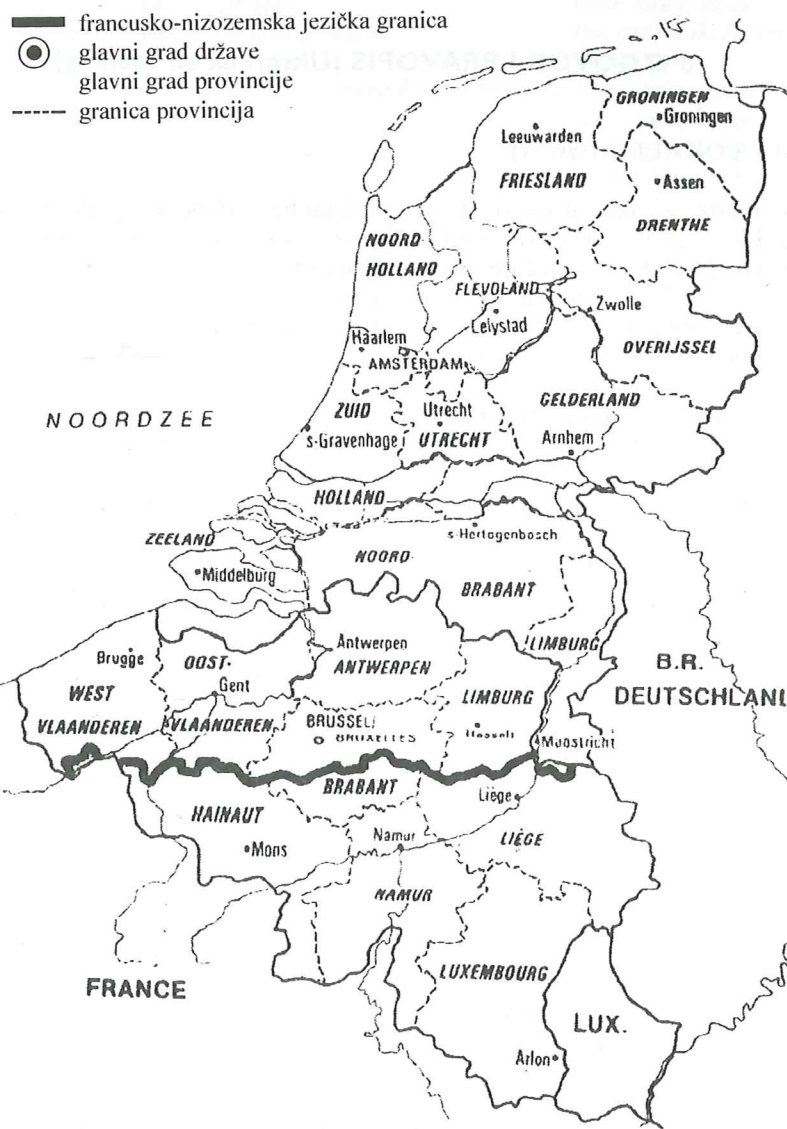 francusko-nizozemska jezička granica
glavni grad države
glavni grad provincije
granica provincija
GRONINGEN
Groningen
Leeuwarden
FRIESLAND
Assen
DRENTHE
NOORD
HOLLAND
FLEVOLAND
Lelystad
Zwolle
OVERIJSSEL
Haarlem
AMSTERDAM
ZUID
Utrecht
GELDERLAND
NOORDZEE
s-Gravenhage
UTRECHT
Arnhem
HOLLAND
ZEELAND
s-Hertogenbosch
NOORD
Middelburg
BRABANT
LIMBURG
Antwerpen
ANTWERPEN
Brugge
OOST-
Gent
WEST
VLAANDEREN
VLAANDEREN
LIMBURG
B.R.
DEUTSCHLAND
BRUSSEL/
BRUXELLES
Hasselt
Maastricht
BRABANT
HAINAUT
Liège
Mons
Namur
LIÈGE
NAMUR
FRANCE
LUXEMBOURG
LUX.
Arlon